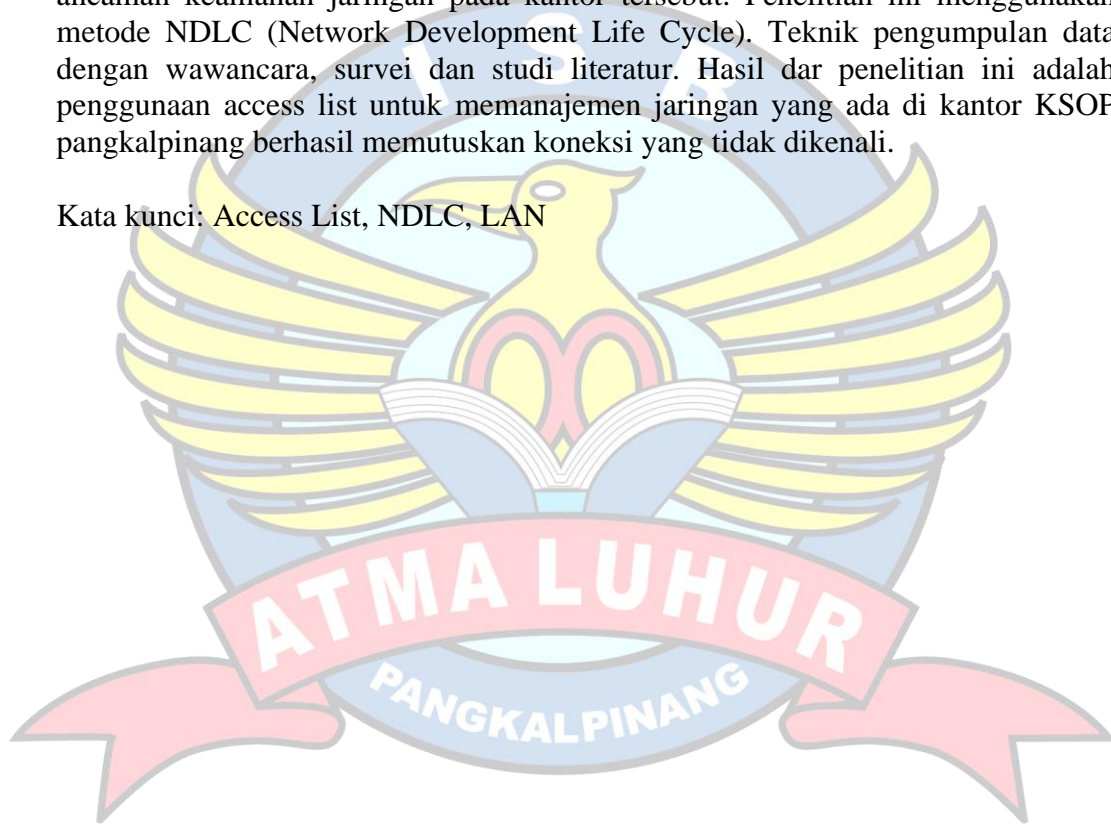 ancaman keamanan jaringan pada kantor tersebut. Penelitian ini menggunakan
metode NDLC (Network Development Life Cycle). Teknik pengumpulan data
dengan wawancara, survei dan studi literatur. Hasil dar penelitian ini adalah
penggunaan access list untuk memanajemen jaringan yang ada di kantor KSOP
pangkalpinang berhasil memutuskan koneksi yang tidak dikenali.
Kata kunci: Access List, NDLC, LAN
I S B
ATMA LUHUR
PANGKALPINANG